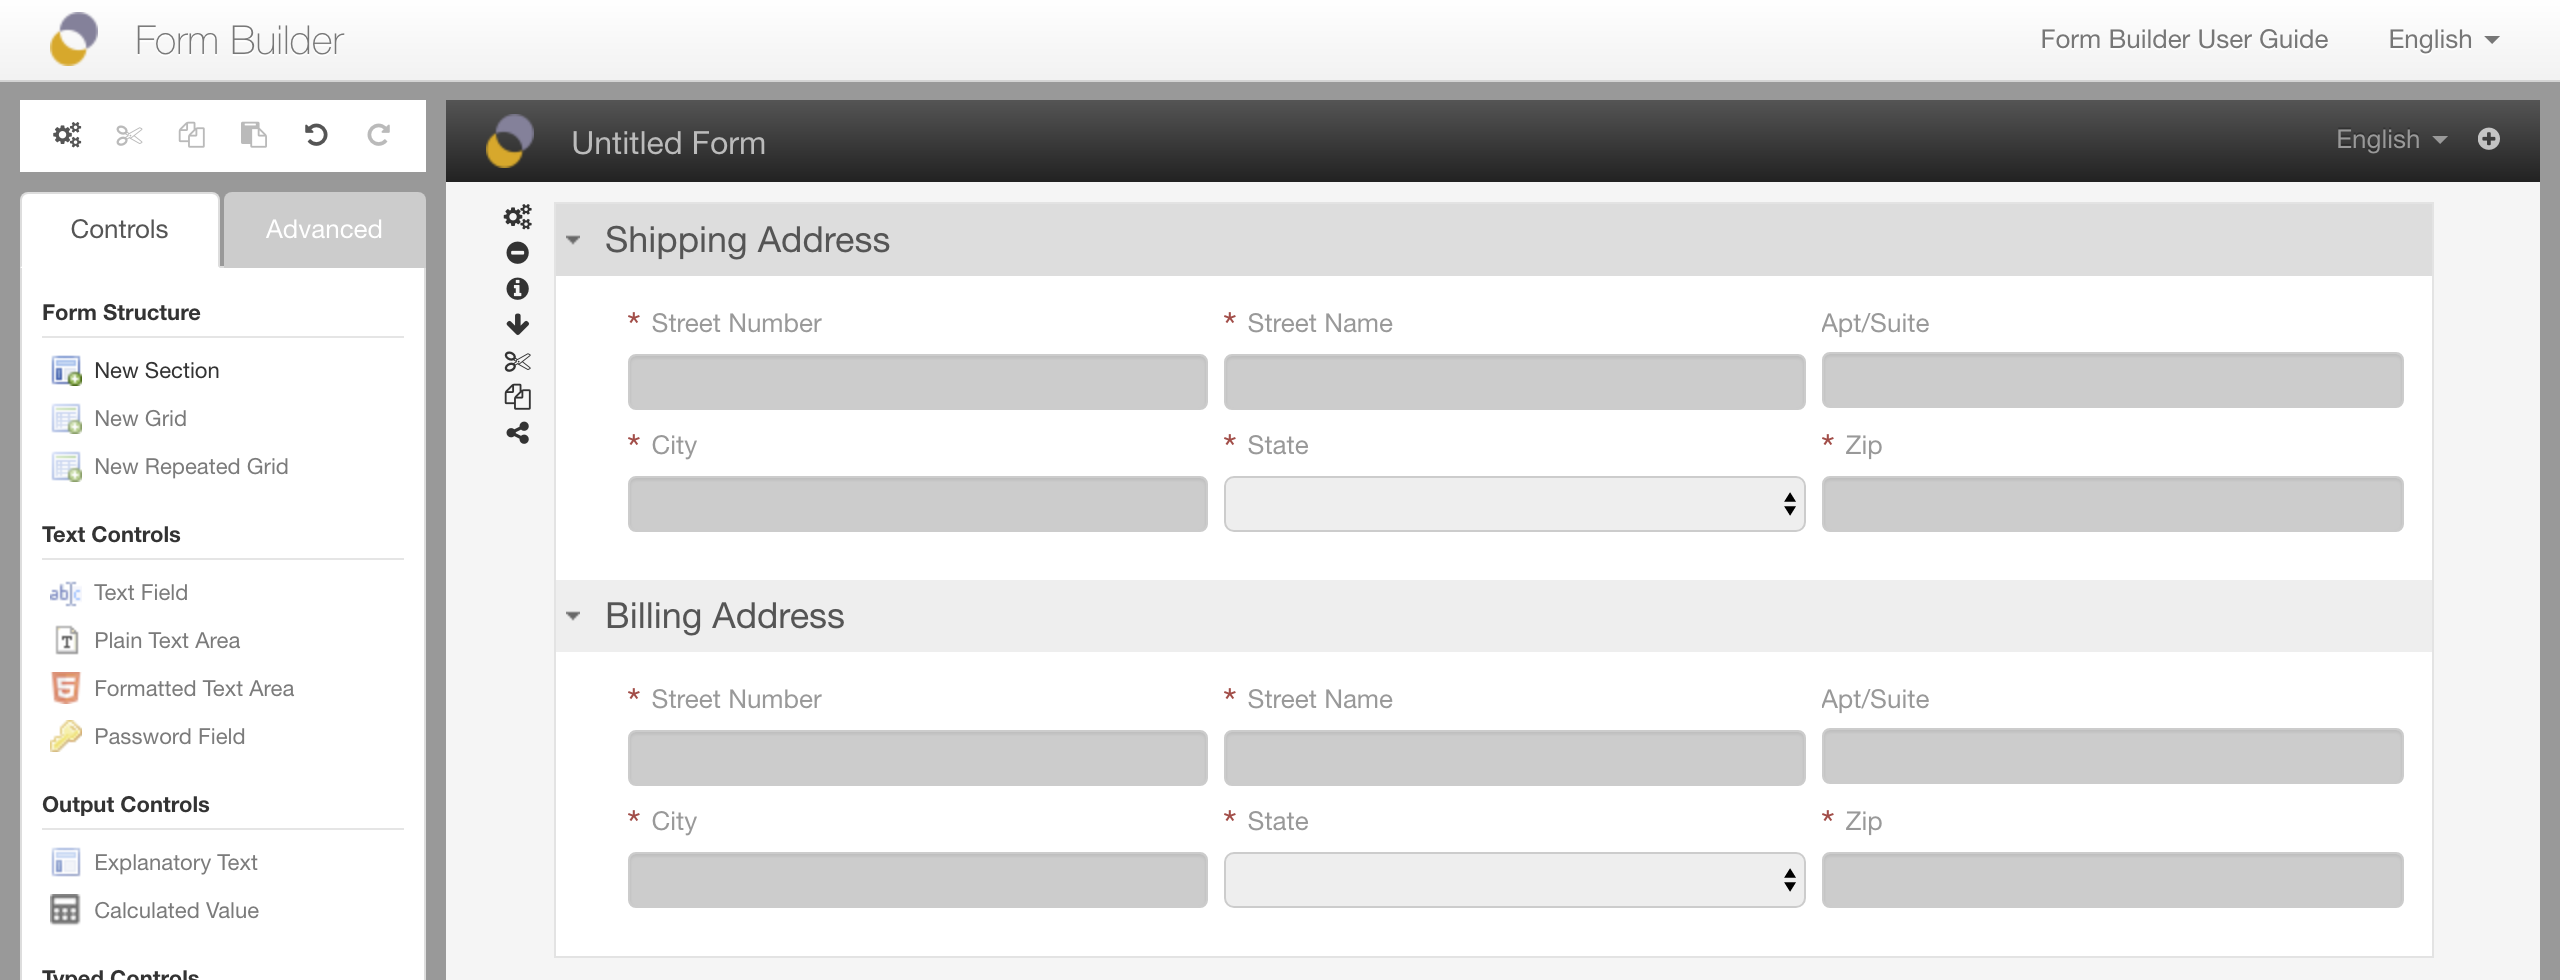 Form Builder
Form Builder User Guide
English
Controls
Advanced
Form Structure
New Section
New Grid
New Repeated Grid
Text Controls
Text Field
Plain Text Area
Formatted Text Area
Password Field
Output Controls
Explanatory Text
Calculated Value
Typed Controls
Untitled Form
English
Shipping Address
* Street Number
* Street Name
Apt/Suite
* City
* State
* Zip
Billing Address
* Street Number
* Street Name
Apt/Suite
* City
* State
* Zip